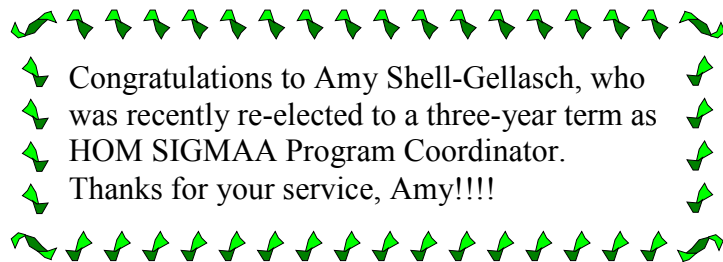 Congratulations to Amy Shell-Gellasch, who
was recently re-elected to a three-year term as
HOM SIGMAA Program Coordinator.
Thanks for your service, Amy!!!!